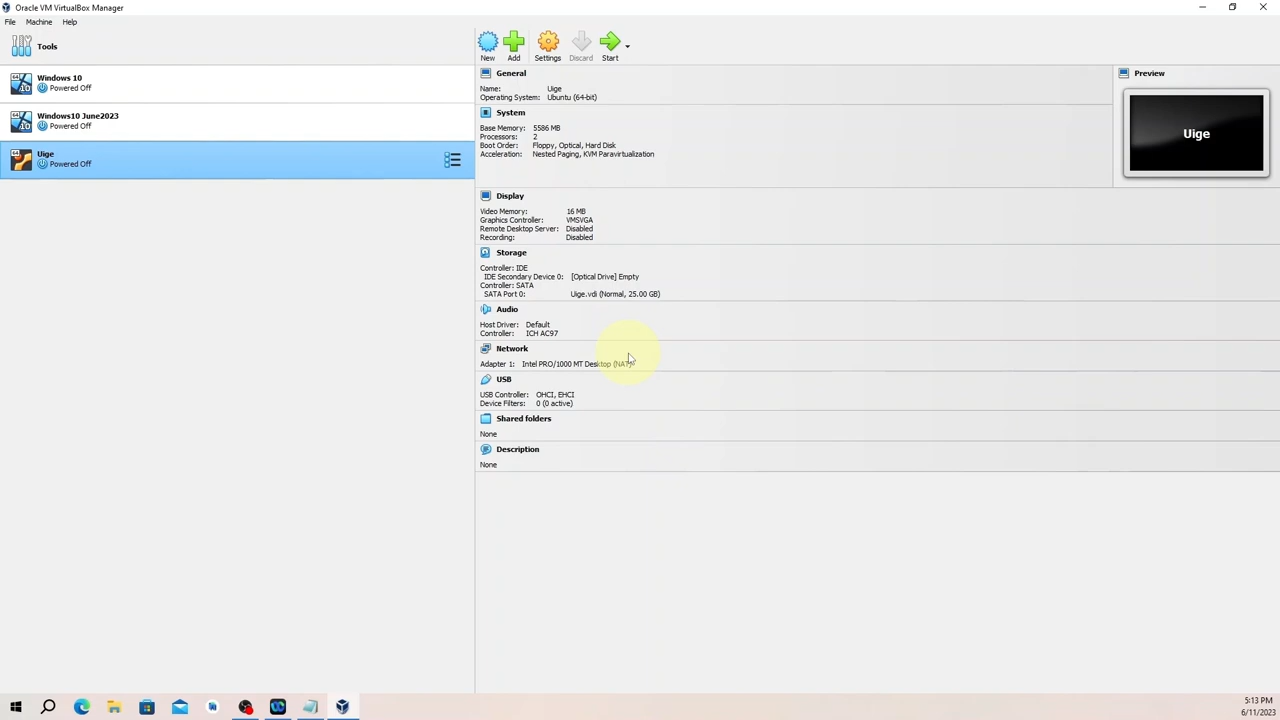 Oracle VM VirtualBox Manager
File Machine Help
Tools
Windows 10
Powered Off
Windows10 June2023
Powered Off
Uige
Powered Off
New Add Settings Discard Start
General
Name: Uige
Operating System: Ubuntu (64-bit)
System
Base Memory: 5586 MB
Processors: 2
Boot Order: Floppy, Optical, Hard Disk
Acceleration: Nested Paging, KVM Paravirtualization
Display
Video Memory: 16 MB
Graphics Controller: VMSVGA
Remote Desktop Server: Disabled
Recording: Disabled
Storage
Controller: IDE
IDE Secondary Device 0: [Optical Drive] Empty
Controller: SATA
SATA Port 0: Uige.vdi (Normal, 25.00 GB)
Audio
Host Driver: Default
Controller: ICH AC97
Network
Adapter 1: Intel PRO/1000 MT Desktop (NAT)
USB
USB Controller: OHCI, EHCI
Device Filters: 0 (0 active)
Shared folders
None
Description
None
Preview
Uige
5:13 PM
6/11/2023